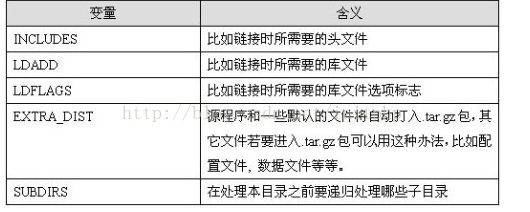 变量 含义
INCLUDES 比如链接时所需要的头文件
LDADD 比如链接时所需要的库文件
LDFLAGS 比如链接时所需要的库文件选项标志
EXTRA_DIST 源程序和一些默认的文件将自动打入.tar.gz包,其
它文件若要进入.tar.gz包可以用这种办法,比如配
置文件,数据文件等等。
SUBDIRS 在处理本目录之前要递归处理哪些子目录